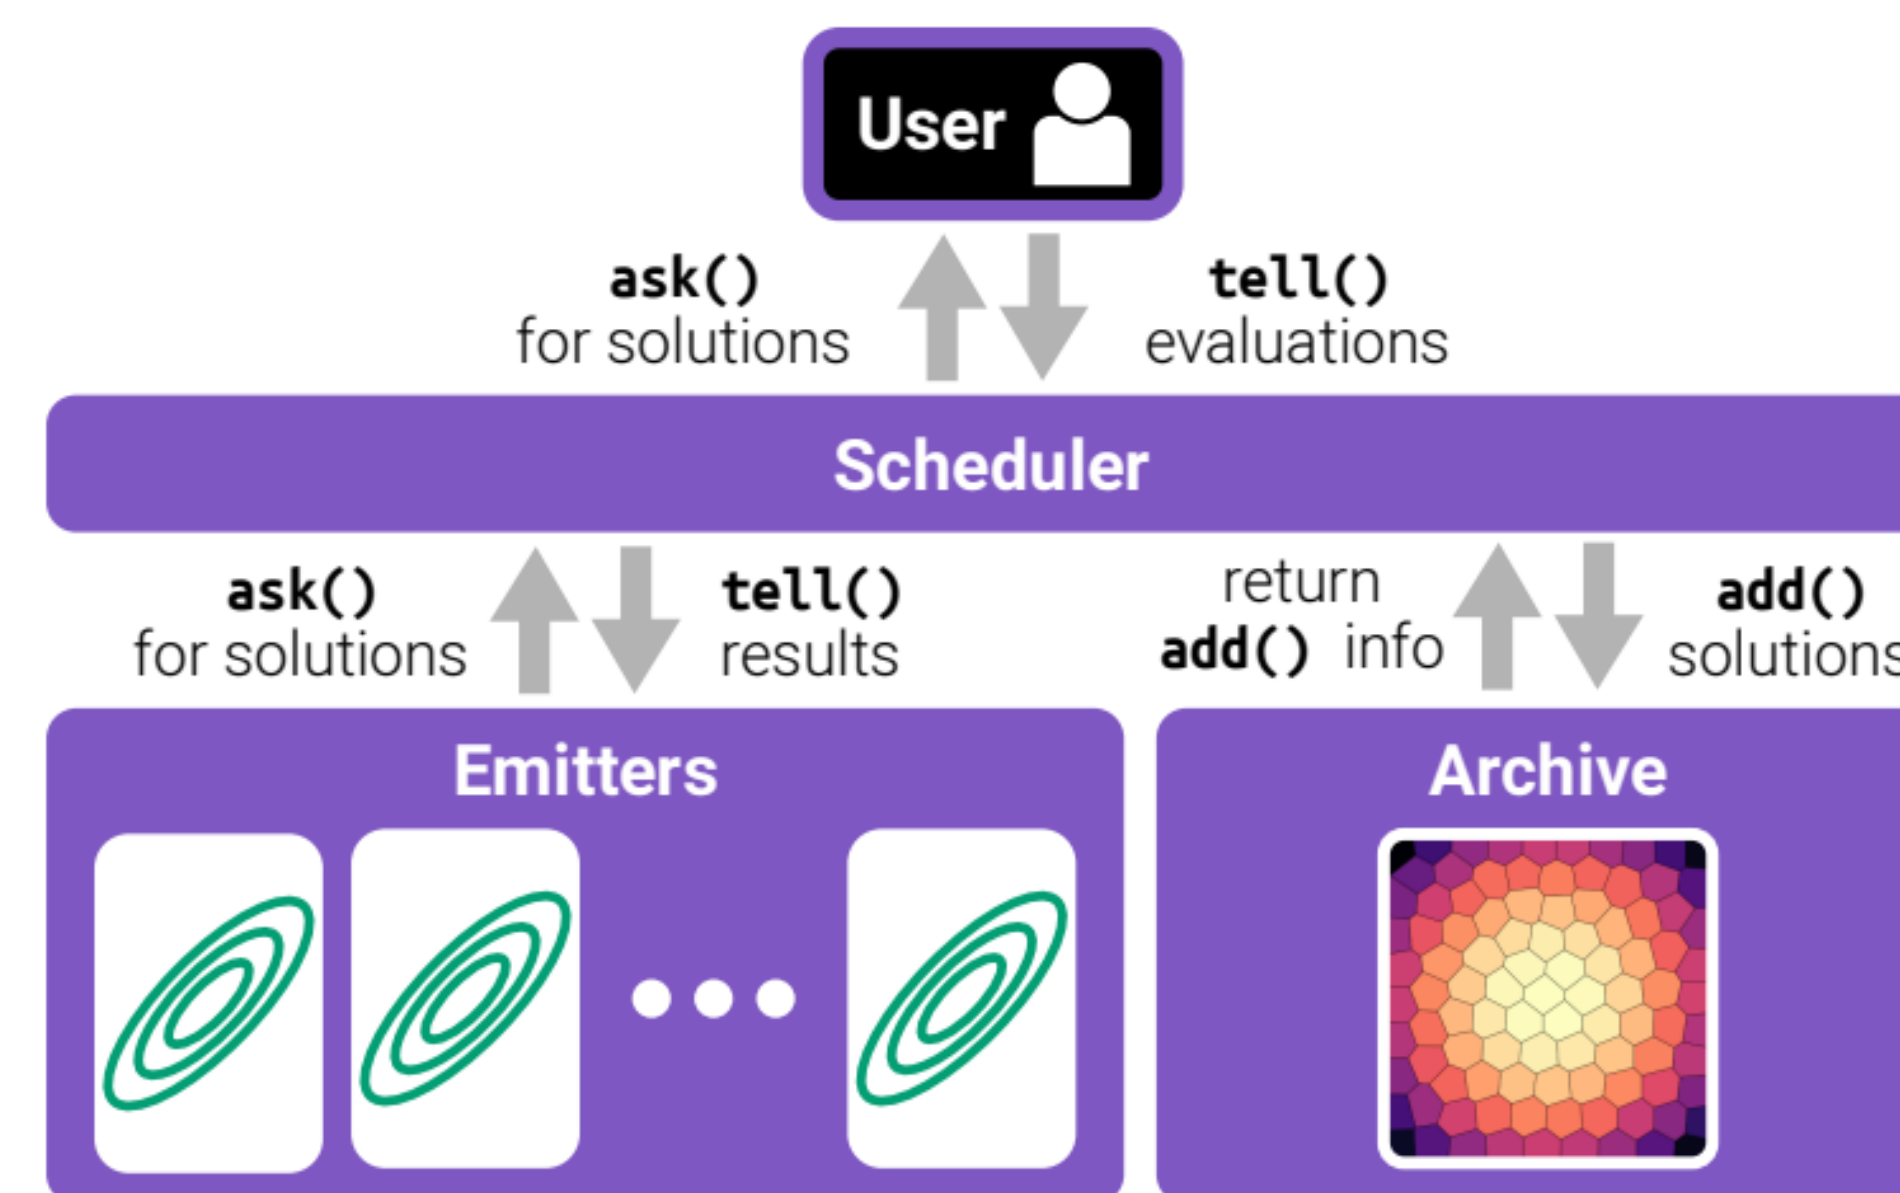 User
ask()
for solutions
tell()
evaluations
Scheduler
ask()
for solutions
tell()
results
return
add() info
add()
solutions
Emitters
Archive